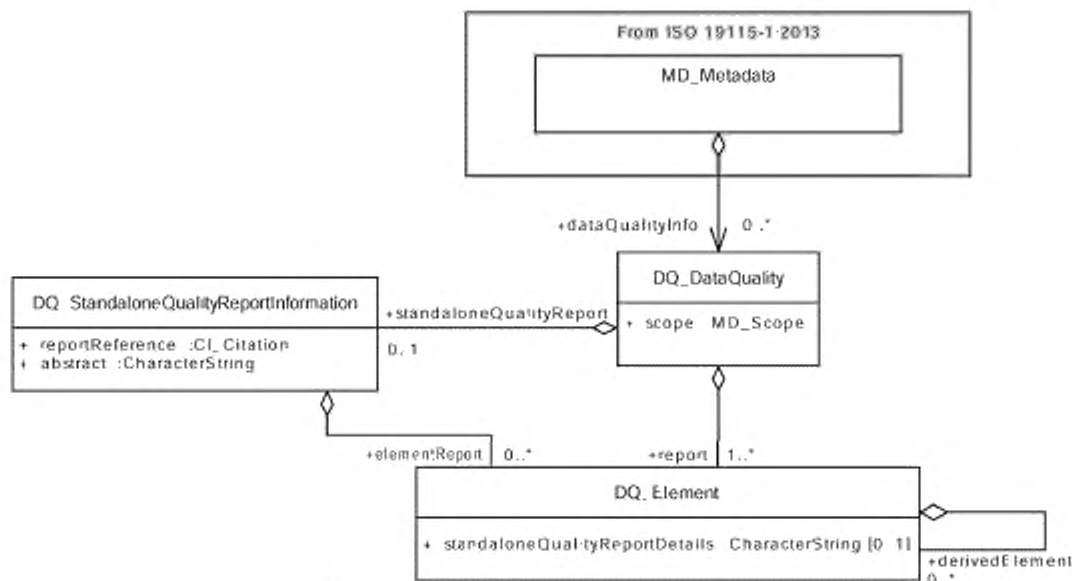 From ISO 19115-1:2013
MD_Metadata
+dataQualityInfo 0..*
DQ_DataQuality
+ scope MD_Scope
DQ_StandaloneQualityReportInformation
+ reportReference :CI_Citation
+ abstract :CharacterString
+standaloneQualityReport
0..1
+elementReport 0..*
+report 1..*
DQ_Element
+ standaloneQualityReportDetails CharacterString [0..1]
+derivedElement
0..*